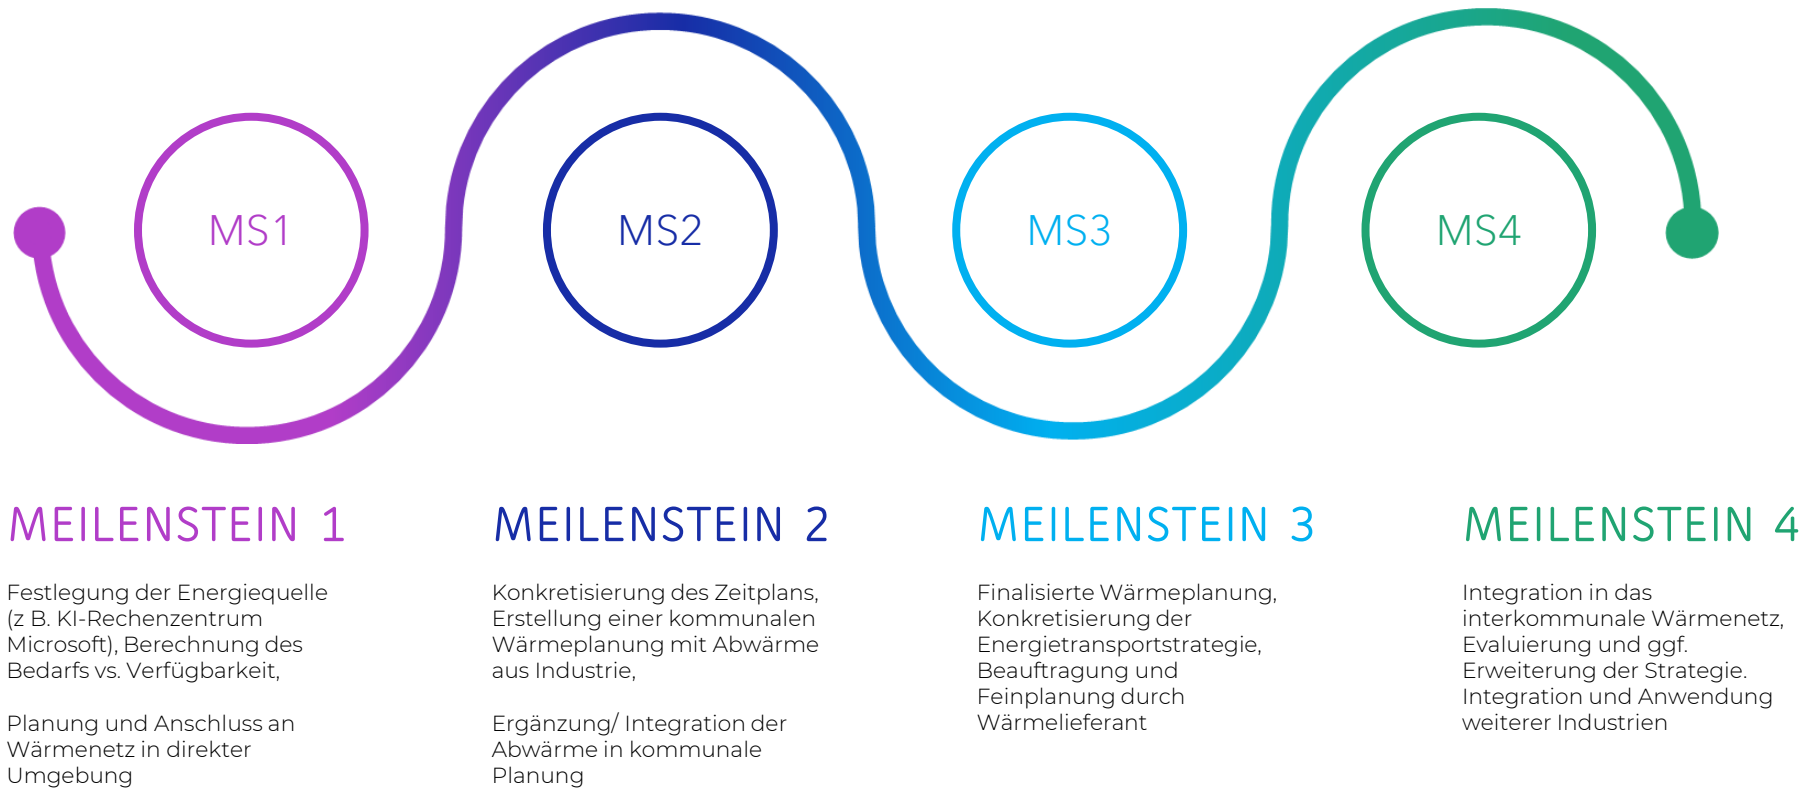 MS1
MS2
MS3
MS4
MEILENSTEIN 1
Festlegung der Energiequelle
(z B. KI-Rechenzentrum
Microsoft), Berechnung des
Bedarfs vs. Verfügbarkeit,
Planung und Anschluss an
Wärmenetz in direkter
Umgebung
MEILENSTEIN 2
Konkretisierung des Zeitplans,
Erstellung einer kommunalen
Wärmeplanung mit Abwärme
aus Industrie,
Ergänzung/ Integration der
Abwärme in kommunale
Planung
MEILENSTEIN 3
Finalisierte Wärmeplanung,
Konkretisierung der
Energietransportstrategie,
Beauftragung und
Feinplanung durch
Wärmelieferant
MEILENSTEIN 4
Integration in das
interkommunale Wärmenetz,
Evaluierung und ggf.
Erweiterung der Strategie.
Integration und Anwendung
weiterer Industrien